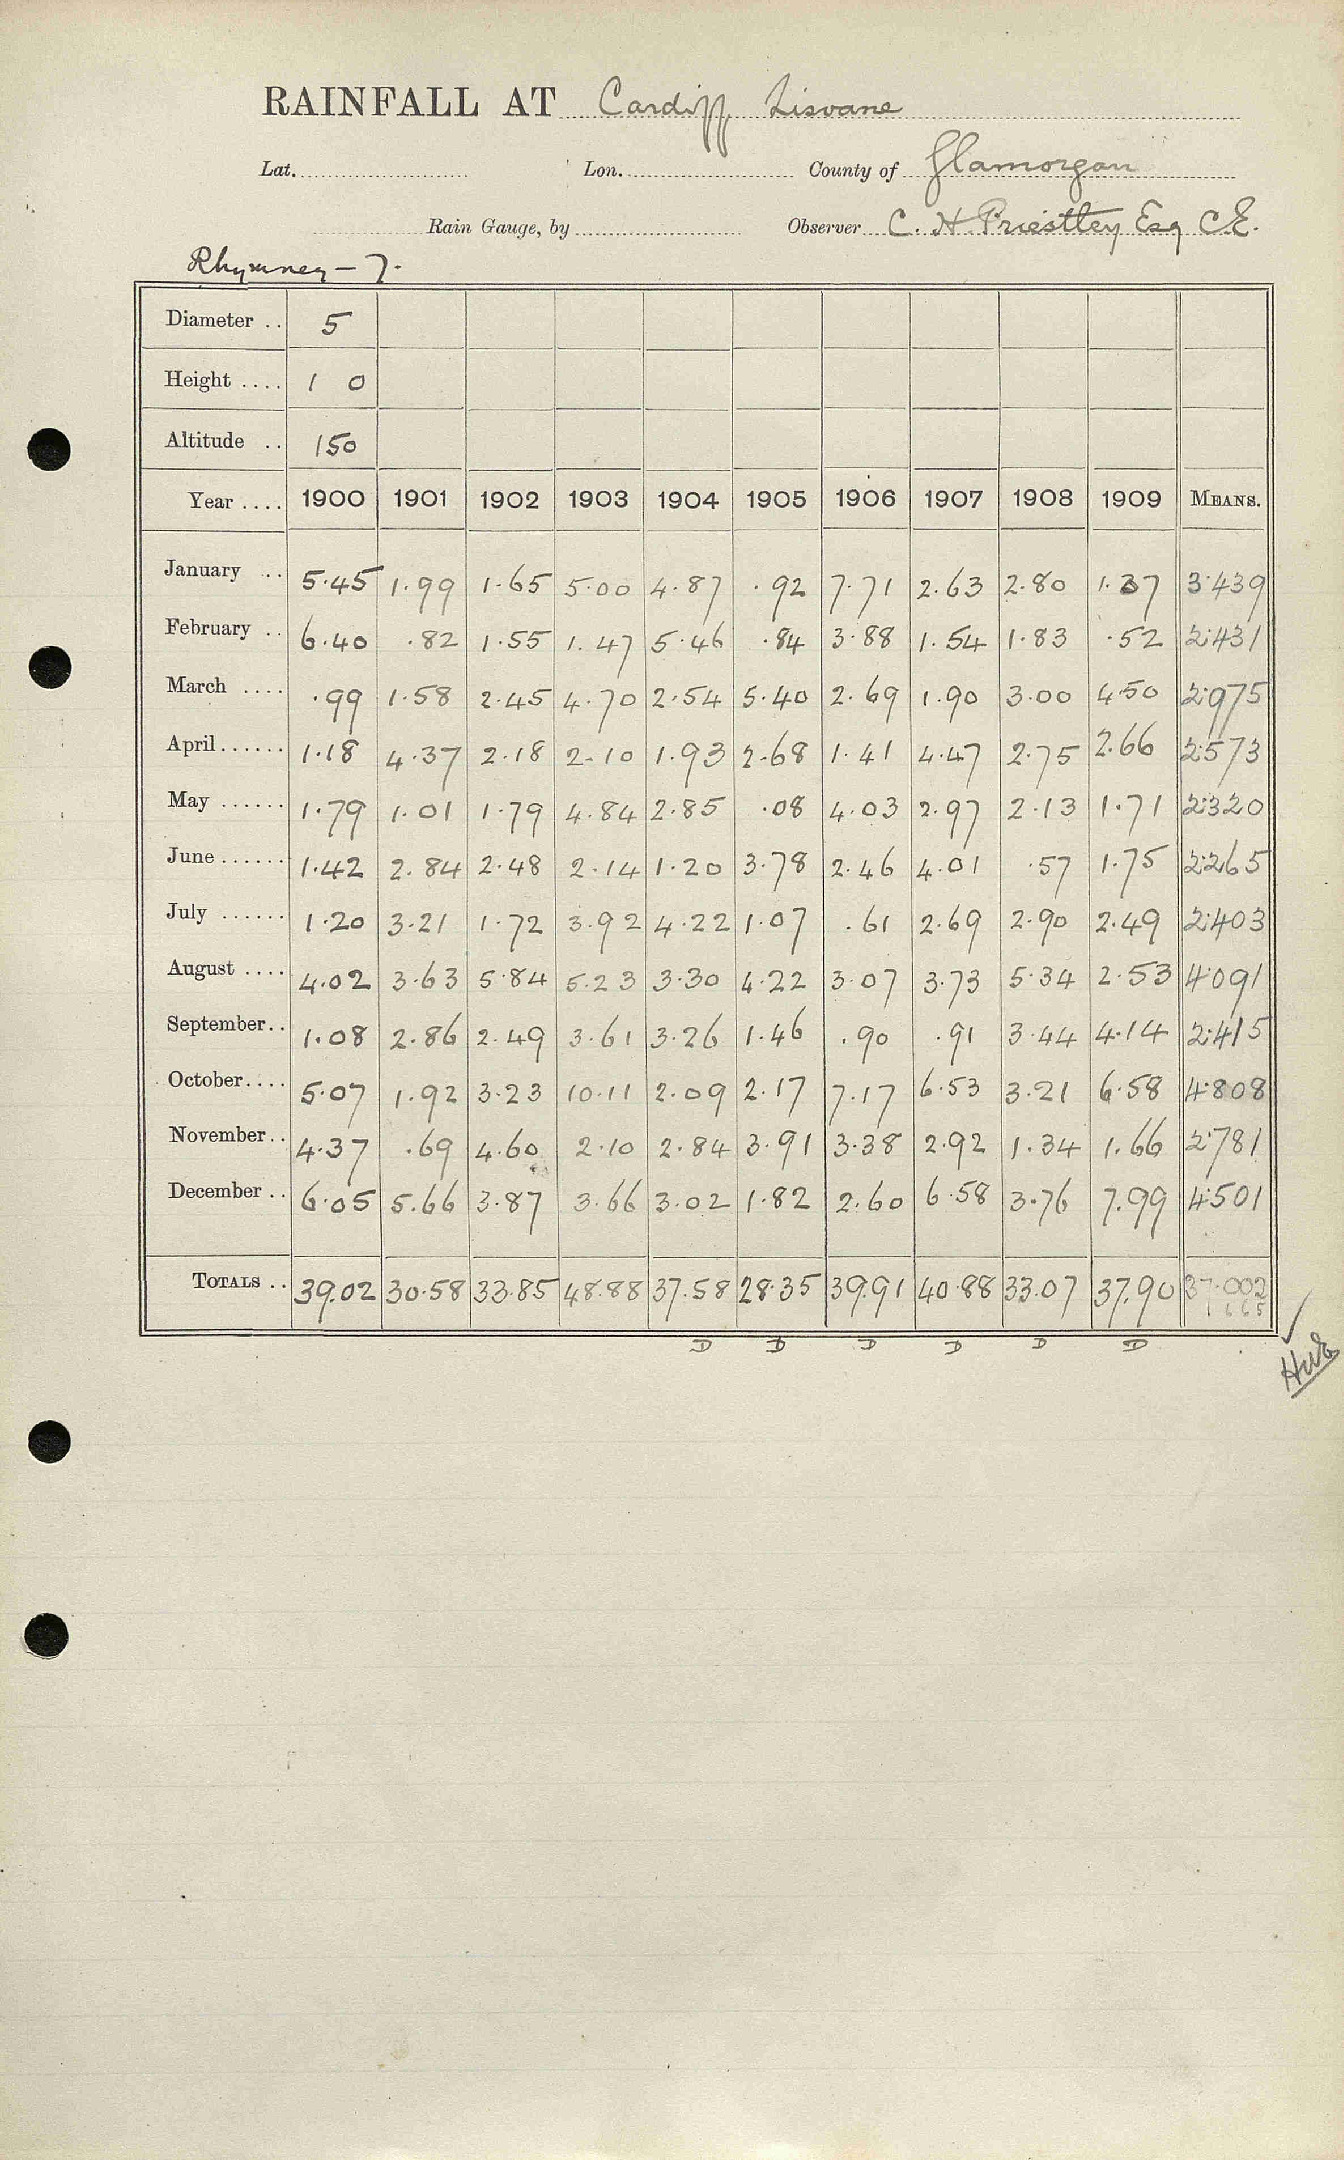 RAINFALL AT Cardiff Lisvane
Lat. Lon. County of Glamorgan
Rain Gauge, by Observer C. H. Priestley Esq C.E.
Rhymney - 7.
Diameter .. 5
Height .... 1 0
Altitude .. 150
Year .... 1900 1901 1902 1903 1904 1905 1906 1907 1908 1909 MEANS.
January .. 5.45 1.99 1.65 5.00 4.87 .92 7.71 2.63 2.80 1.37 3.439
February .. 6.40 .82 1.55 1.47 5.46 .84 3.88 1.54 1.83 .52 2.431
March .... .99 1.58 2.45 4.70 2.54 5.40 2.69 1.90 3.00 4.50 2.975
April...... 1.18 4.37 2.18 2.10 1.93 2.68 1.41 4.47 2.75 2.66 2.573
May ...... 1.79 1.01 1.79 4.84 2.85 .08 4.03 2.97 2.13 1.71 2.320
June ...... 1.42 2.84 2.48 2.14 1.20 3.78 2.46 4.01 .57 1.75 2.265
July ...... 1.20 3.21 1.72 3.92 4.22 1.07 .61 2.69 2.90 2.49 2.403
August .... 4.02 3.63 5.84 5.23 3.30 4.22 3.07 3.73 5.34 2.53 4.091
September.. 1.08 2.86 2.49 3.61 3.26 1.46 .90 .91 3.44 4.14 2.415
October.... 5.07 1.92 3.23 10.11 2.09 2.17 7.17 6.53 3.21 6.58 4.808
November.. 4.37 .69 4.60 2.10 2.84 3.91 3.38 2.92 1.34 1.66 2.781
December .. 6.05 5.66 3.87 3.66 3.02 1.82 2.60 6.58 3.76 7.99 4.501
TOTALS .. 39.02 30.58 33.85 48.88 37.58 28.35 39.91 40.88 33.07 37.90 37.002
D D D D D D